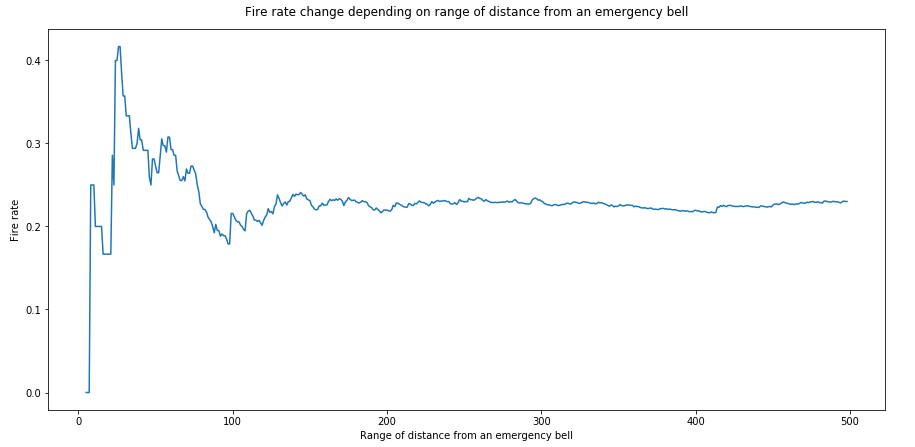 Fire rate change depending on range of distance from an emergency bell
0.4
0.3
0.2
0.1
0.0
Fire rate
0 100 200 300 400 500
Range of distance from an emergency bell